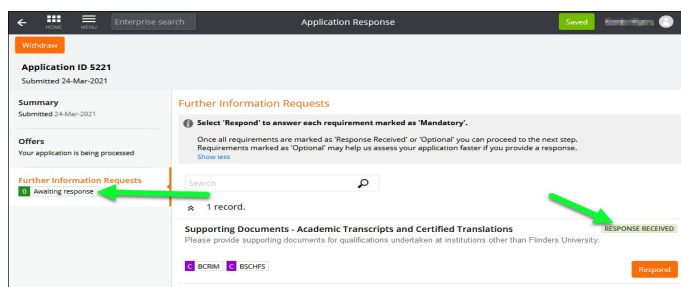 HOME
MENU
Enterprise search
Application Response
Saved
Withdraw
Application ID 5221
Submitted 24-Mar-2021
Summary
Submitted 24-Mar-2021
Offers
Your application is being processed
Further Information Requests
0 Awaiting response
Further Information Requests
Select 'Respond' to answer each requirement marked as 'Mandatory'.
Once all requirements are marked as 'Response Received' or 'Optional' you can proceed to the next step.
Requirements marked as 'Optional' may help us assess your application faster if you provide a response.
Show less
Search
1 record.
Supporting Documents - Academic Transcripts and Certified Translations
RESPONSE RECEIVED
Please provide supporting documents for qualifications undertaken at institutions other than Flinders University.
C BCRIM C BSCHFS
Respond